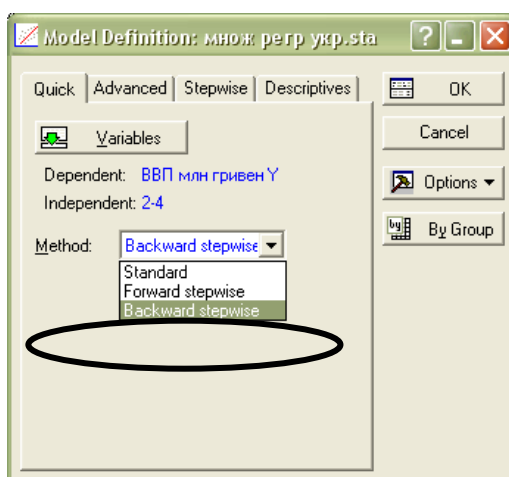 Model Definition: множ регр укр.sta
Quick Advanced Stepwise Descriptives
OK
Variables
Cancel
Dependent: ВВП млн гривен Y
Options
Independent: 2-4
By Group
Method: Backward stepwise
Standard
Forward stepwise
Backward stepwise